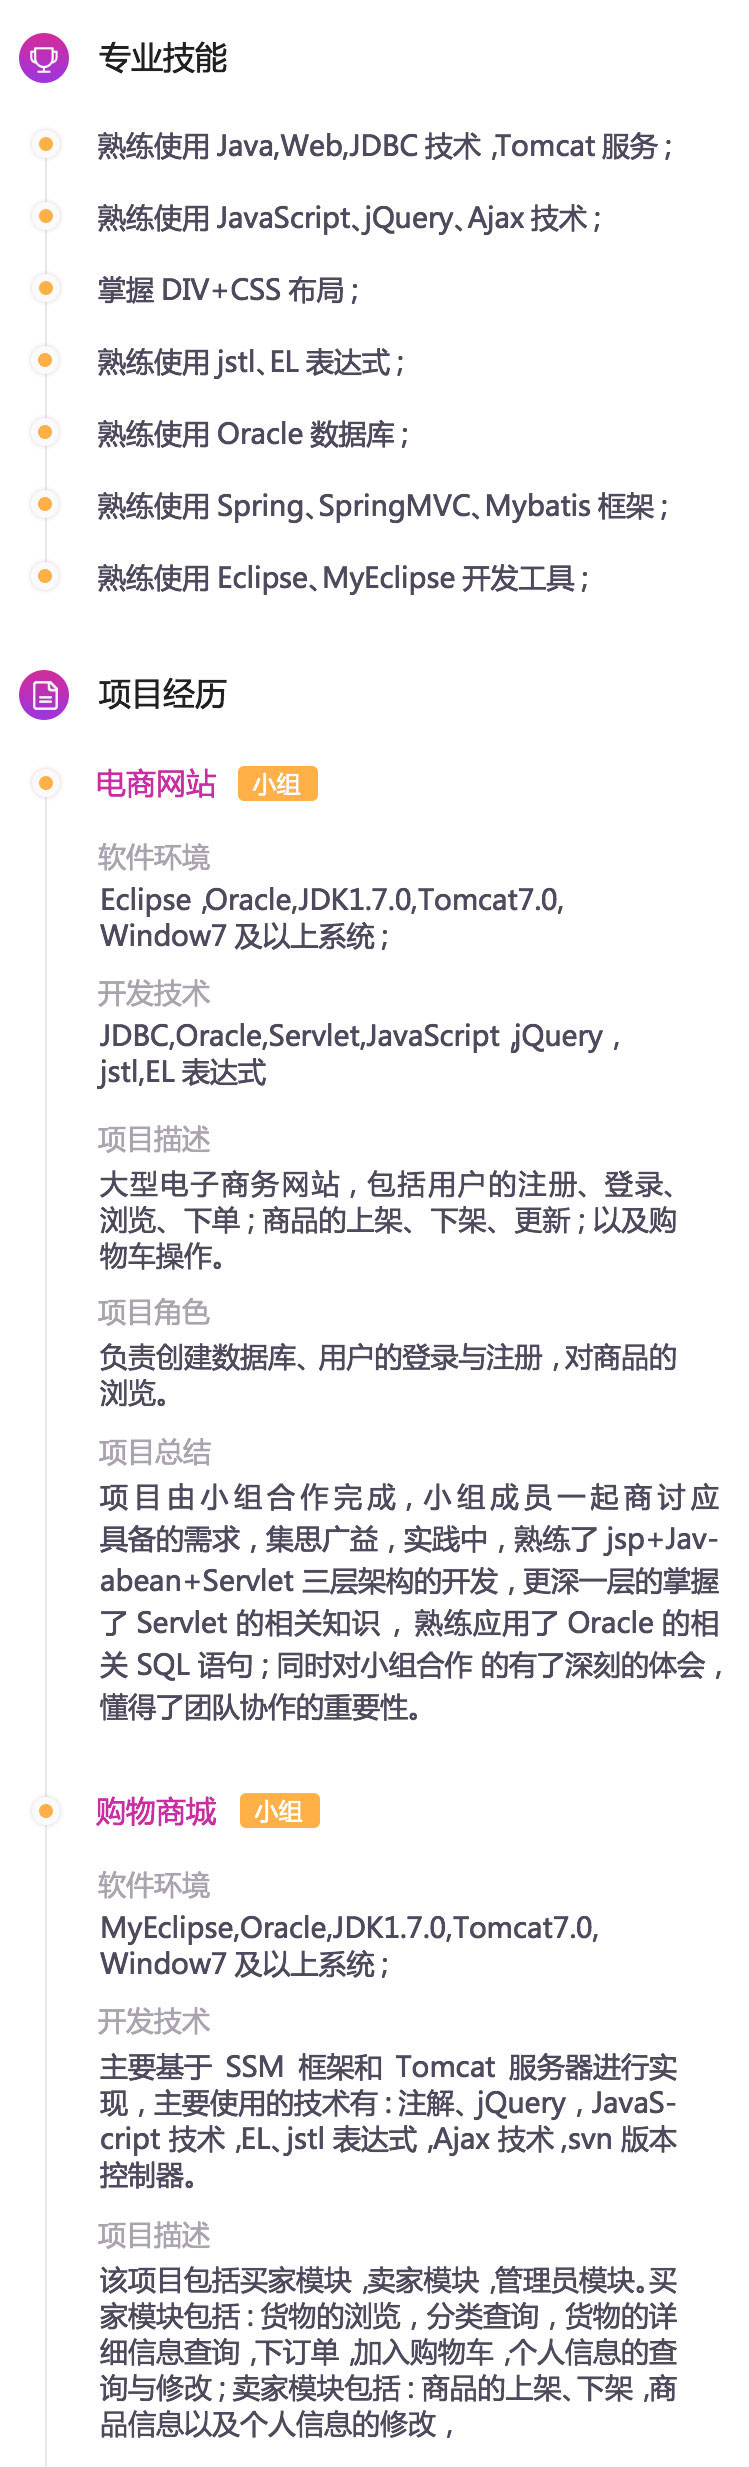 专业技能
熟练使用 Java,Web,JDBC 技术 ,Tomcat 服务 ;
熟练使用 JavaScript、jQuery、Ajax 技术 ;
掌握 DIV+CSS 布局 ;
熟练使用 jstl、EL 表达式 ;
熟练使用 Oracle 数据库 ;
熟练使用 Spring、SpringMVC、Mybatis 框架 ;
熟练使用 Eclipse、MyEclipse 开发工具 ;
项目经历
电商网站 小组
软件环境
Eclipse ,Oracle,JDK1.7.0,Tomcat7.0,
Window7 及以上系统 ;
开发技术
JDBC,Oracle,Servlet,JavaScript ,jQuery ,
jstl,EL 表达式
项目描述
大型电子商务网站 , 包括用户的注册、登录、
浏览、下单 ; 商品的上架、下架、更新 ; 以及购
物车操作。
项目角色
负责创建数据库、用户的登录与注册 , 对商品的
浏览。
项目总结
项目由小组合作完成 , 小组成员一起商讨应
具备的需求 , 集思广益 , 实践中 , 熟练了 jsp+Jav-
abean+Servlet 三层架构的开发 , 更深一层的掌握
了 Servlet 的相关知识 , 熟练应用了 Oracle 的相
关 SQL 语句 ; 同时对小组合作 的有了深刻的体会 ,
懂得了团队协作的重要性。
购物商城 小组
软件环境
MyEclipse,Oracle,JDK1.7.0,Tomcat7.0,
Window7 及以上系统 ;
开发技术
主要基于 SSM 框架和 Tomcat 服务器进行实
现 , 主要使用的技术有 : 注解、jQuery , JavaS-
cript 技术 ,EL、jstl 表达式 ,Ajax 技术 ,svn 版本
控制器。
项目描述
该项目包括买家模块 ,卖家模块 ,管理员模块。买
家模块包括 : 货物的浏览 , 分类查询 , 货物的详
细信息查询 ,下订单 ,加入购物车 ,个人信息的查
询与修改 ; 卖家模块包括 : 商品的上架、下架 ,商
品信息以及个人信息的修改 ,